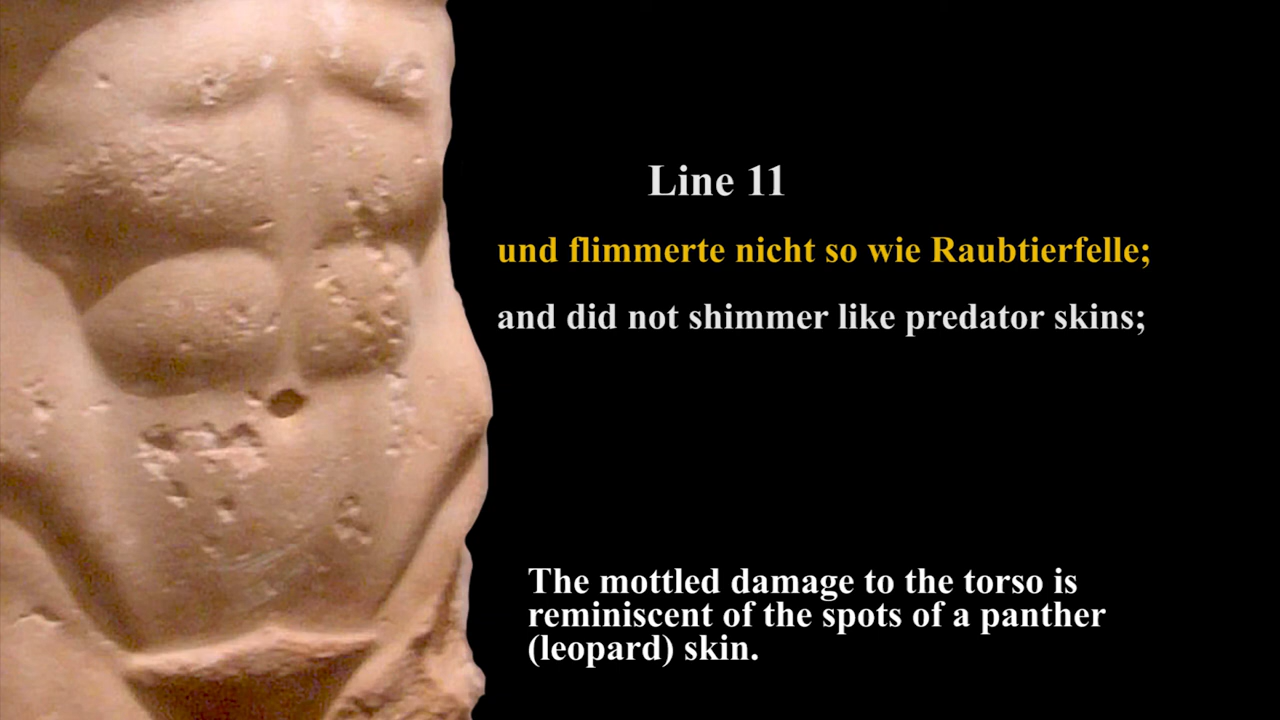 Line 11
und flimmerte nicht so wie Raubtierfelle;
and did not shimmer like predator skins;
The mottled damage to the torso is
reminiscent of the spots of a panther
(leopard) skin.